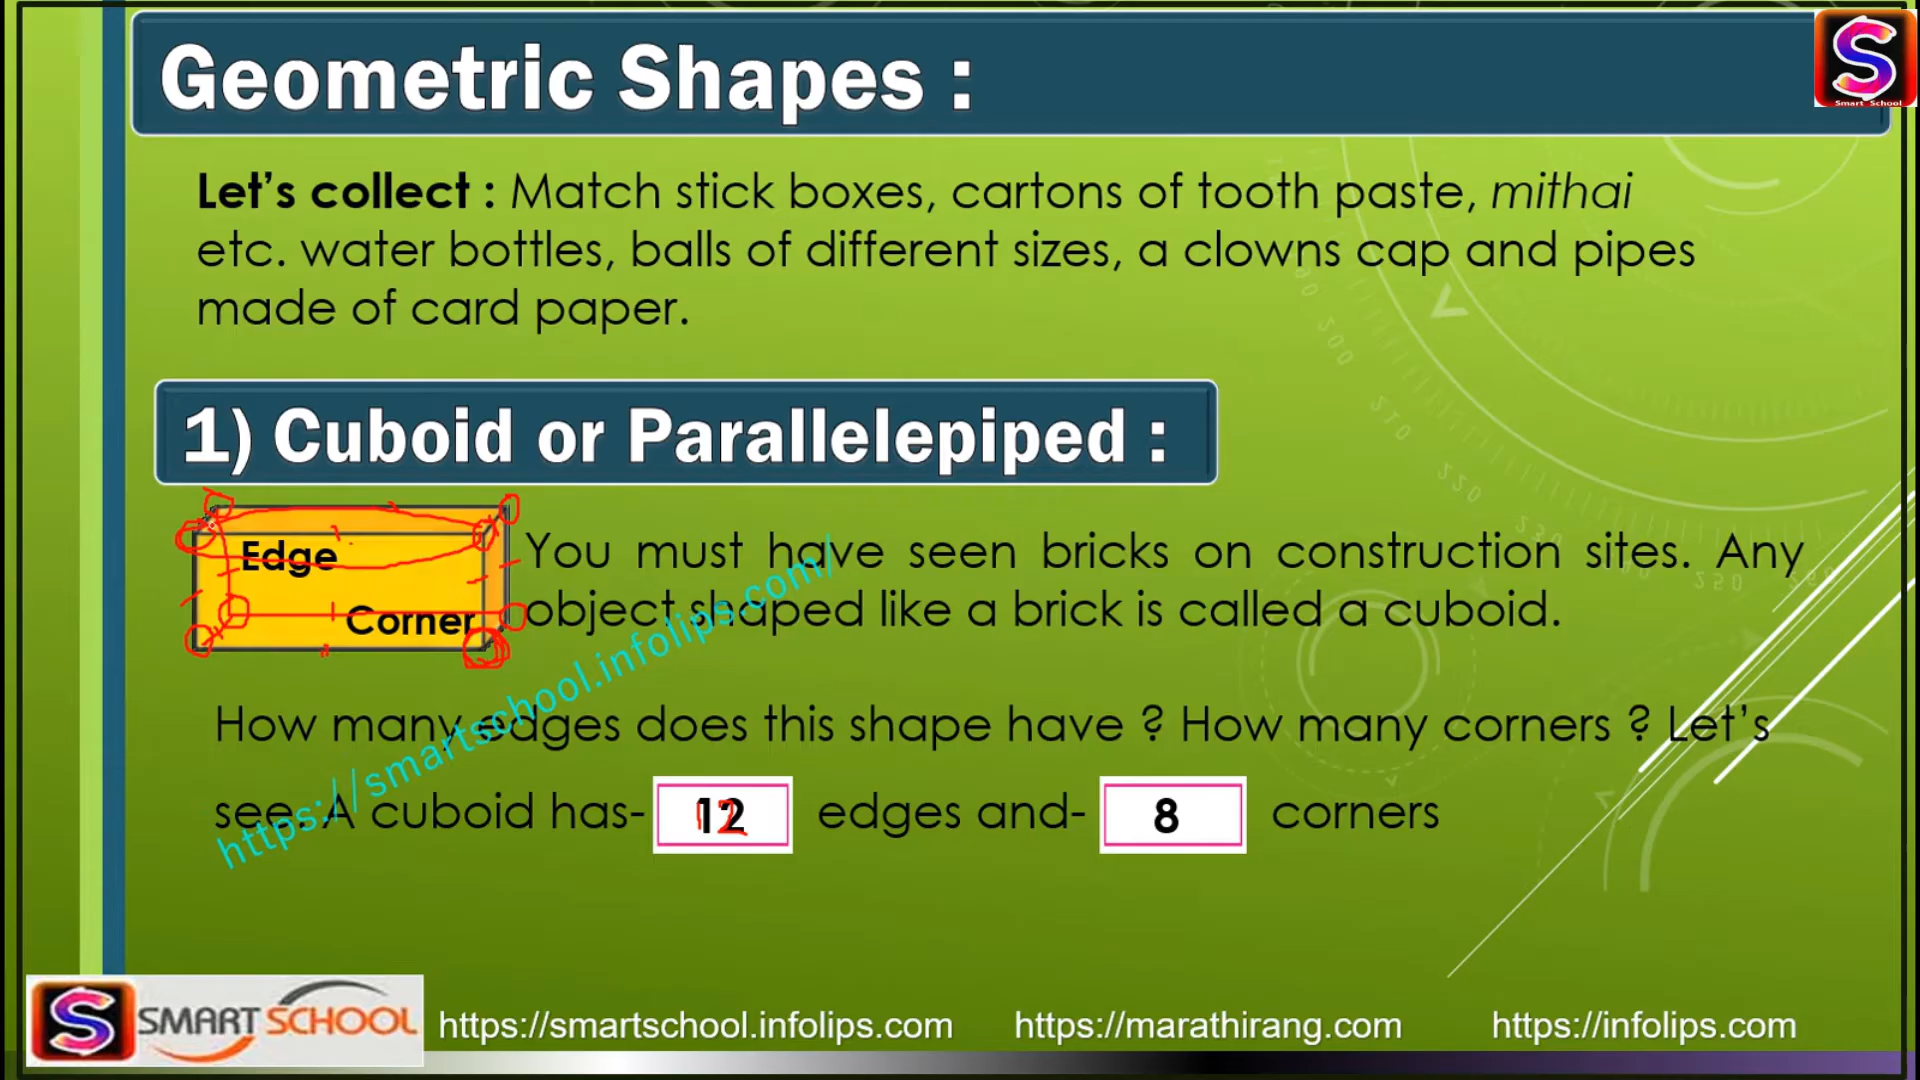 Geometric Shapes :
S
Smart School
Let's collect : Match stick boxes, cartons of tooth paste, mithai
etc. water bottles, balls of different sizes, a clowns cap and pipes
made of card paper.
1) Cuboid or Parallelepiped :
Edge
Corner
You must have seen bricks on construction sites. Any
object shaped like a brick is called a cuboid.
How many edges does this shape have ? How many corners ? Let's
see. A cuboid has- 12 edges and- 8 corners
12
https://smartschool.infolips.com/
S SMART SCHOOL
https://smartschool.infolips.com https://marathirang.com https://infolips.com